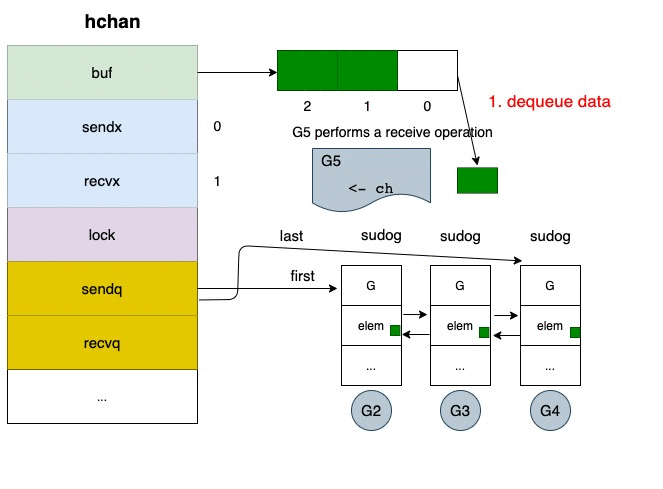 hchan
buf
sendx
0
recvx
1
lock
sendq
recvq
...
2 1 0
1. dequeue data
G5 performs a receive operation
G5
<- ch
last
first
sudog sudog sudog
G G G
elem elem elem
... ... ...
G2 G3 G4